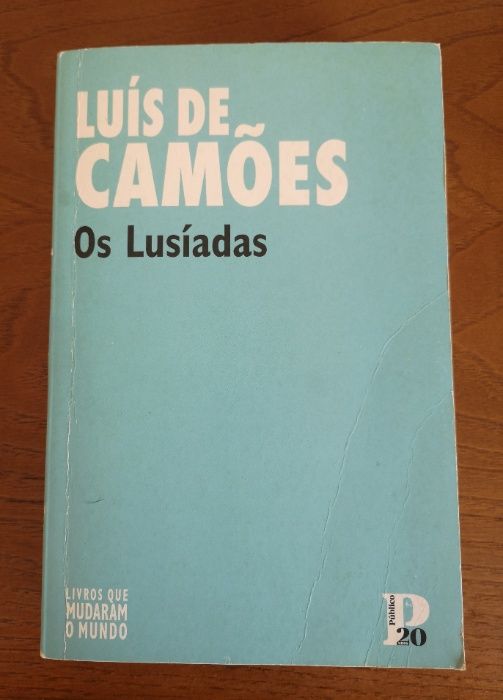 LUÍS DE
CAMÕES
Os Lusíadas
LIVROS QUE
MUDARAM
O MUNDO
P
Público
20